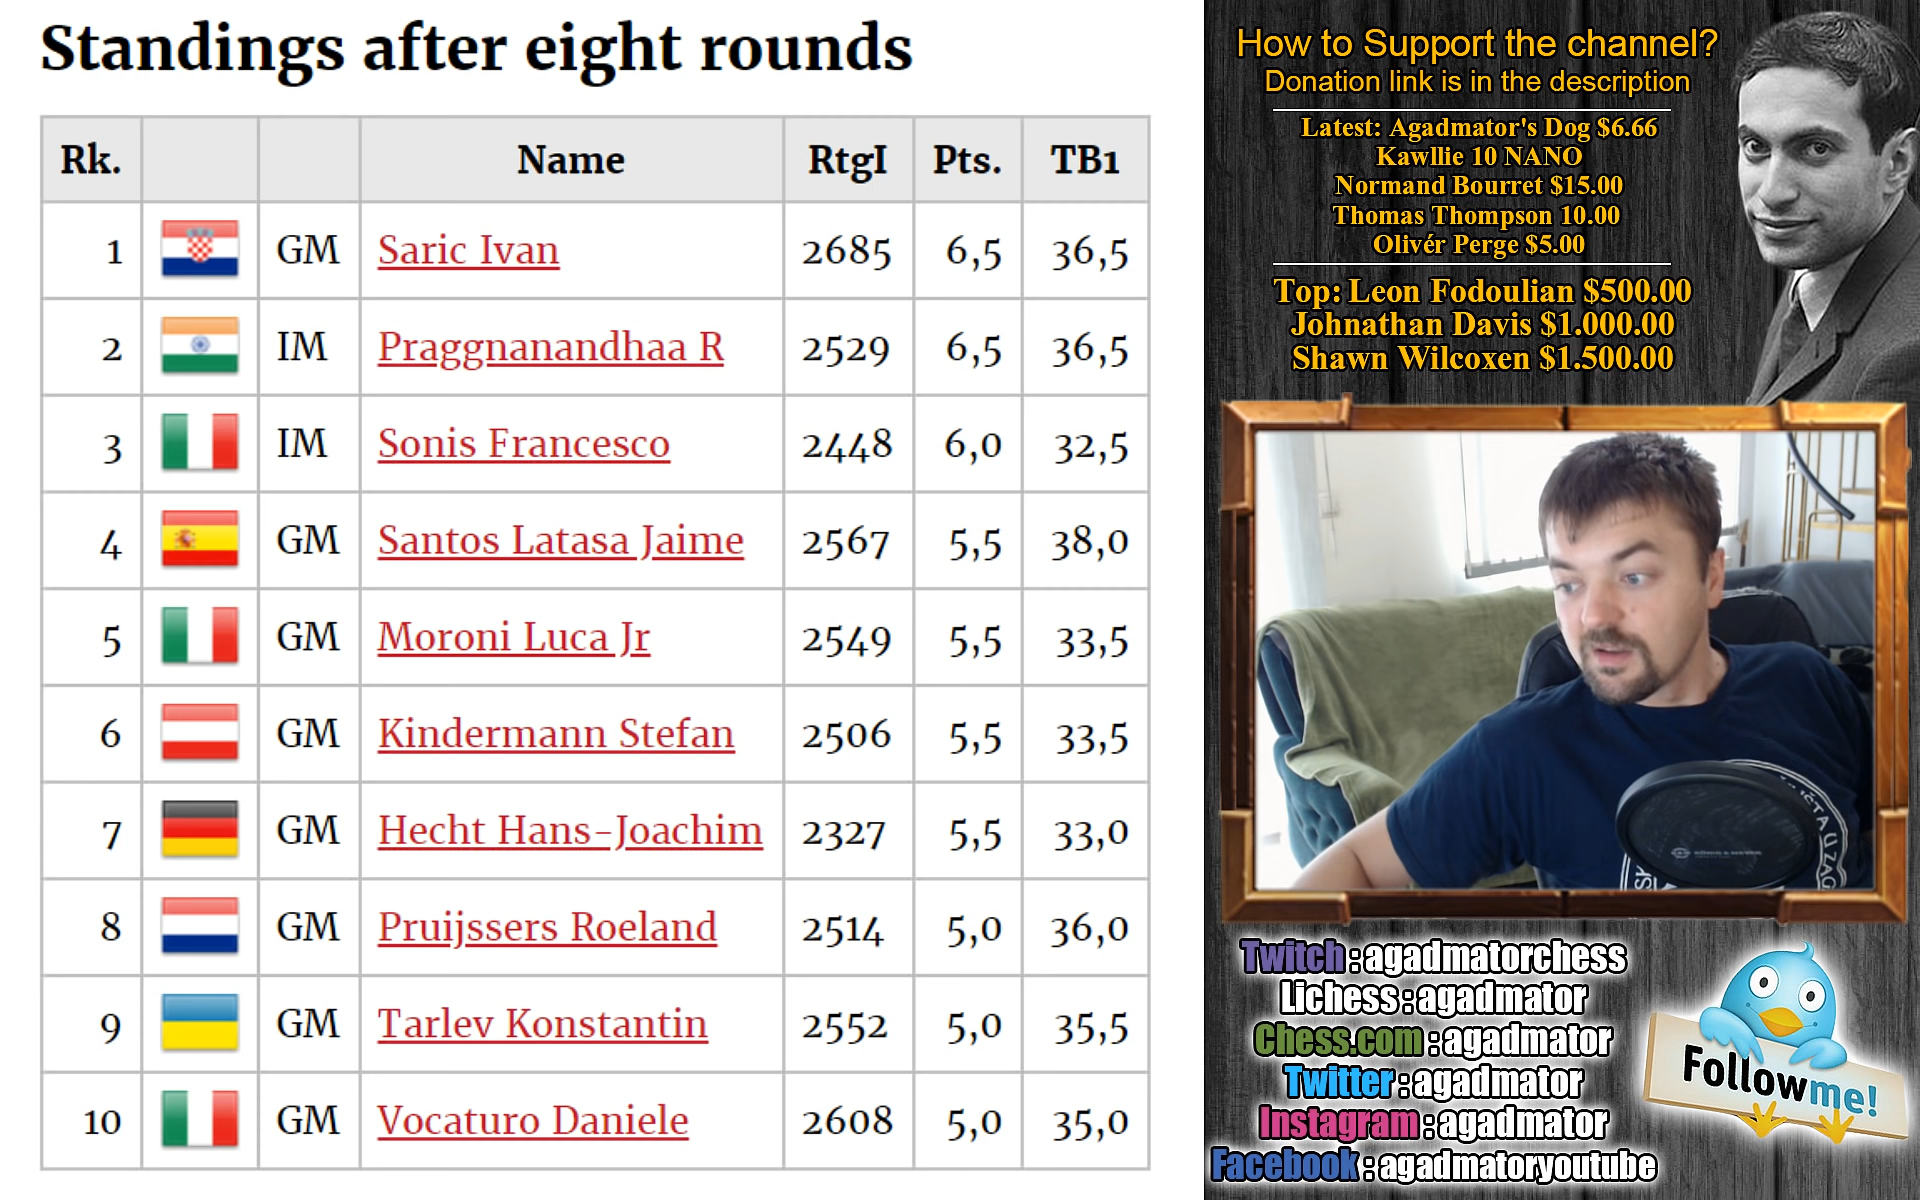 Standings after eight rounds
Rk. Name RtgI Pts. TB1
1 GM Saric Ivan 2685 6,5 36,5
2 IM Praggnanandhaa R 2529 6,5 36,5
3 IM Sonis Francesco 2448 6,0 32,5
4 GM Santos Latasa Jaime 2567 5,5 38,0
5 GM Moroni Luca Jr 2549 5,5 33,5
6 GM Kindermann Stefan 2506 5,5 33,5
7 GM Hecht Hans-Joachim 2327 5,5 33,0
8 GM Pruijssers Roeland 2514 5,0 36,0
9 GM Tarlev Konstantin 2552 5,0 35,5
10 GM Vocaturo Daniele 2608 5,0 35,0
How to Support the channel?
Donation link is in the description
Latest: Agadmator's Dog $6.66
Kawllie 10 NANO
Normand Bourret $15.00
Thomas Thompson 10.00
Olivér Perge $5.00
Top: Leon Fodoulian $500.00
Johnathan Davis $1.000.00
Shawn Wilcoxen $1.500.00
Twitch : agadmatorchess
Lichess : agadmator
Chess.com : agadmator
Twitter : agadmator
Instagram : agadmator
Facebook : agadmatoryoutube
Follow me!